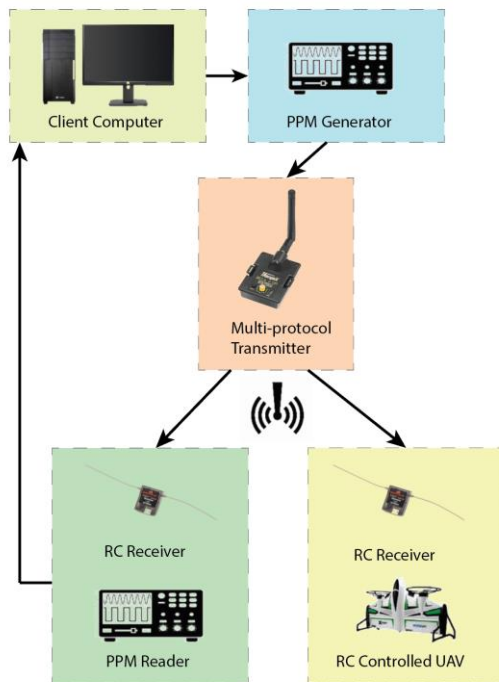 Client Computer
PPM Generator
Multi-protocol
Transmitter
RC Receiver
RC Receiver
PPM Reader
RC Controlled UAV